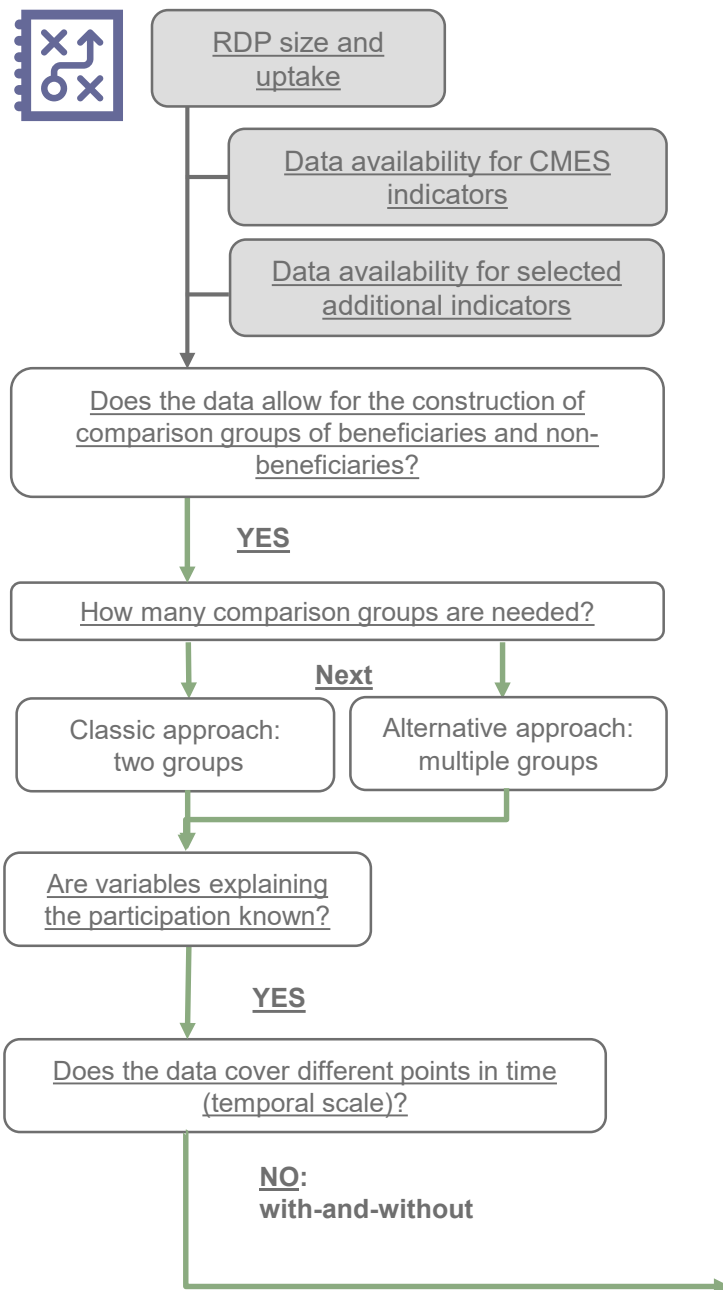 RDP size and
uptake
Data availability for CMES
indicators
Data availability for selected
additional indicators
Does the data allow for the construction of
comparison groups of beneficiaries and non-
beneficiaries?
YES
How many comparison groups are needed?
Next
Classic approach:
two groups
Alternative approach:
multiple groups
Are variables explaining
the participation known?
YES
Does the data cover different points in time
(temporal scale)?
NO:
with-and-without